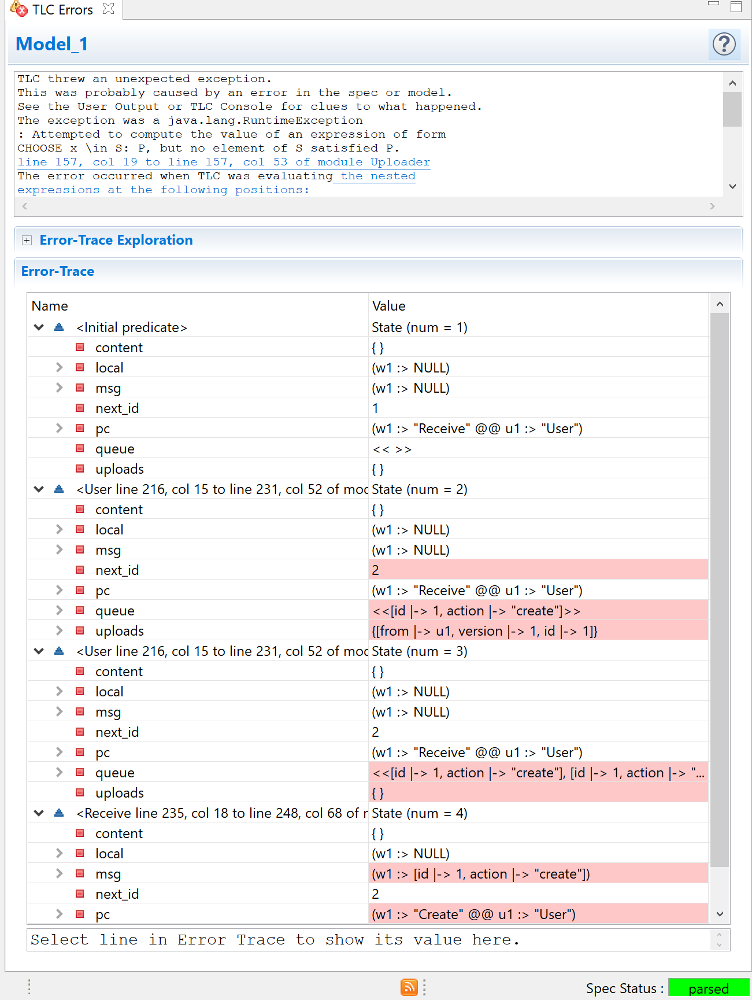 TLC Errors
Model_1
TLC threw an unexpected exception.
This was probably caused by an error in the spec or model.
See the User Output or TLC Console for clues to what happened.
The exception was a java.lang.RuntimeException
: Attempted to compute the value of an expression of form
CHOOSE x \in S: P, but no element of S satisfied P.
line 157, col 19 to line 157, col 53 of module Uploader
The error occurred when TLC was evaluating the nested
expressions at the following positions:
Error-Trace Exploration
Error-Trace
Name Value
<Initial predicate> State (num = 1)
content { }
local (w1 :> NULL)
msg (w1 :> NULL)
next_id 1
pc (w1 :> "Receive" @@ u1 :> "User")
queue << >>
uploads { }
<User line 216, col 15 to line 231, col 52 of moc State (num = 2)
content { }
local (w1 :> NULL)
msg (w1 :> NULL)
next_id 2
pc (w1 :> "Receive" @@ u1 :> "User")
queue <<[id |-> 1, action |-> "create"]>>
uploads {[from |-> u1, version |-> 1, id |-> 1]}
<User line 216, col 15 to line 231, col 52 of moc State (num = 3)
content { }
local (w1 :> NULL)
msg (w1 :> NULL)
next_id 2
pc (w1 :> "Receive" @@ u1 :> "User")
queue <<[id |-> 1, action |-> "create"], [id |-> 1, action |-> "...
uploads { }
<Receive line 235, col 18 to line 248, col 68 of r State (num = 4)
content { }
local (w1 :> NULL)
msg (w1 :> [id |-> 1, action |-> "create"])
next_id 2
pc (w1 :> "Create" @@ u1 :> "User")
Select line in Error Trace to show its value here.
Spec Status : parsed